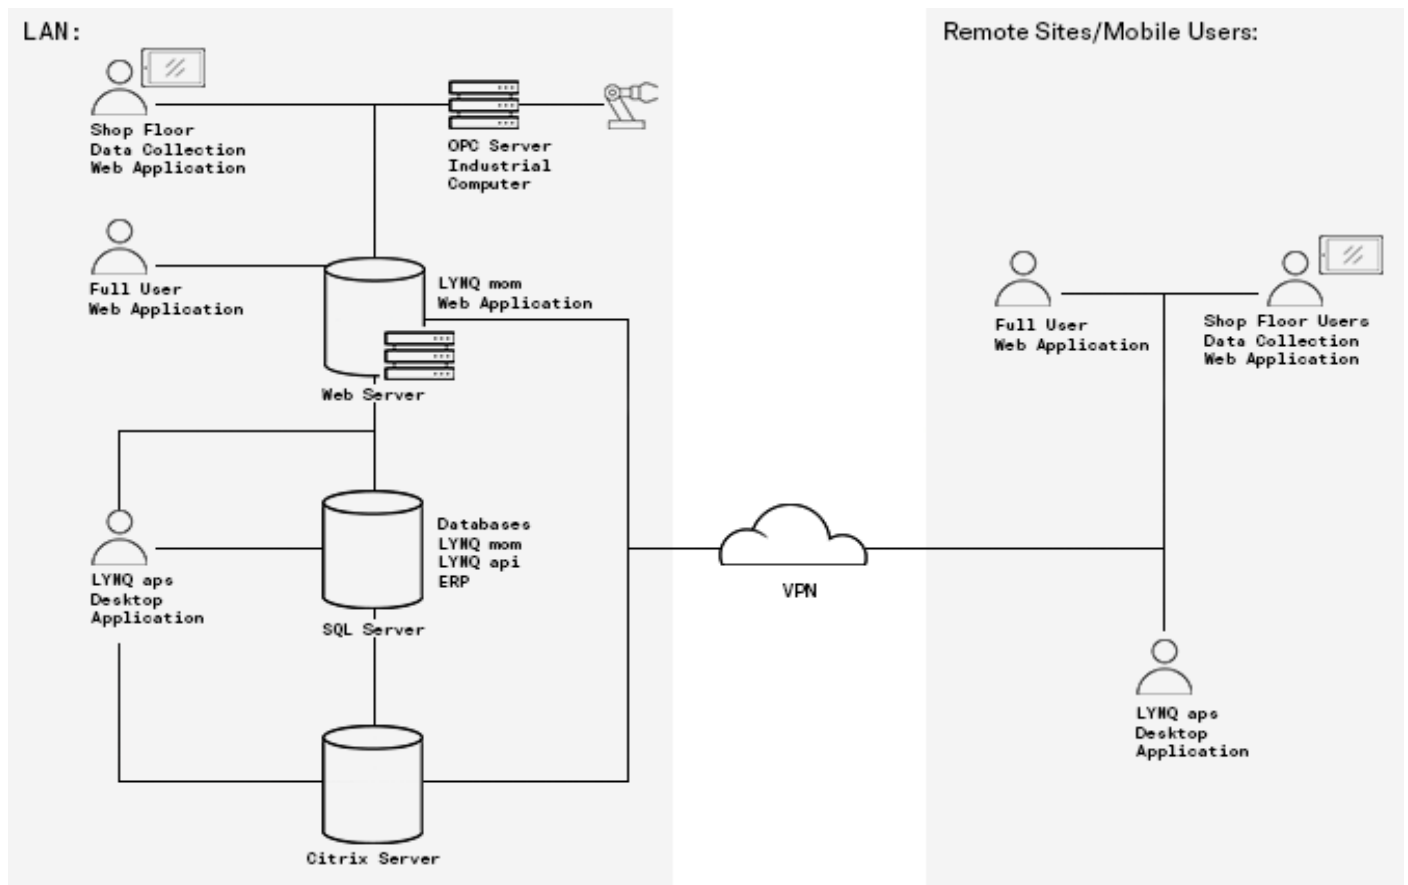 LAN:
Shop Floor
Data Collection
Web Application
OPC Server
Industrial
Computer
Full User
Web Application
LYNQ mom
Web Application
Web Server
LYNQ aps
Desktop
Application
Databases
LYNQ mom
LYNQ api
ERP
SQL Server
Citrix Server
VPN
Remote Sites/Mobile Users:
Full User
Web Application
Shop Floor Users
Data Collection
Web Application
LYNQ aps
Desktop
Application